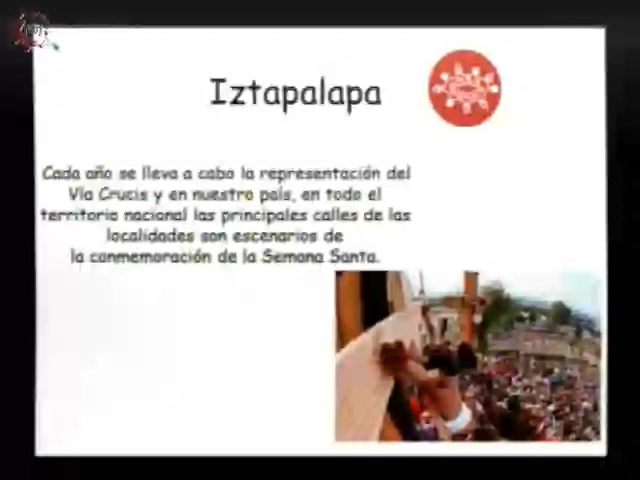 Iztapalapa
Cada año se lleva a cabo la representación del
Vía Crucis y en nuestro país, en todo el
territorio nacional las principales calles de las
localidades son escenarios de
la conmemoración de la Semana Santa.